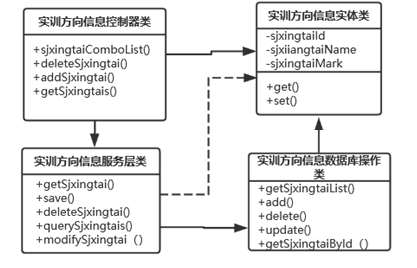 实训方向信息控制器类
+sjxingtaiComboList()
+deleteSjxingtai()
+addSjxingtai()
+getSjxingtais()
实训方向信息实体类
-sjxingtaiId
-sjxiiangtaiName
-sjxingtaiMark
+get()
+set()
实训方向信息服务层类
+getSjxingtai()
+save()
+deleteSjxingtai()
+querySjxingtais()
+modifySjxingtai（）
实训方向信息数据库操作
类
+getSjxingtaiList()
+add()
+delete()
+update()
+getSjxingtaiById（）